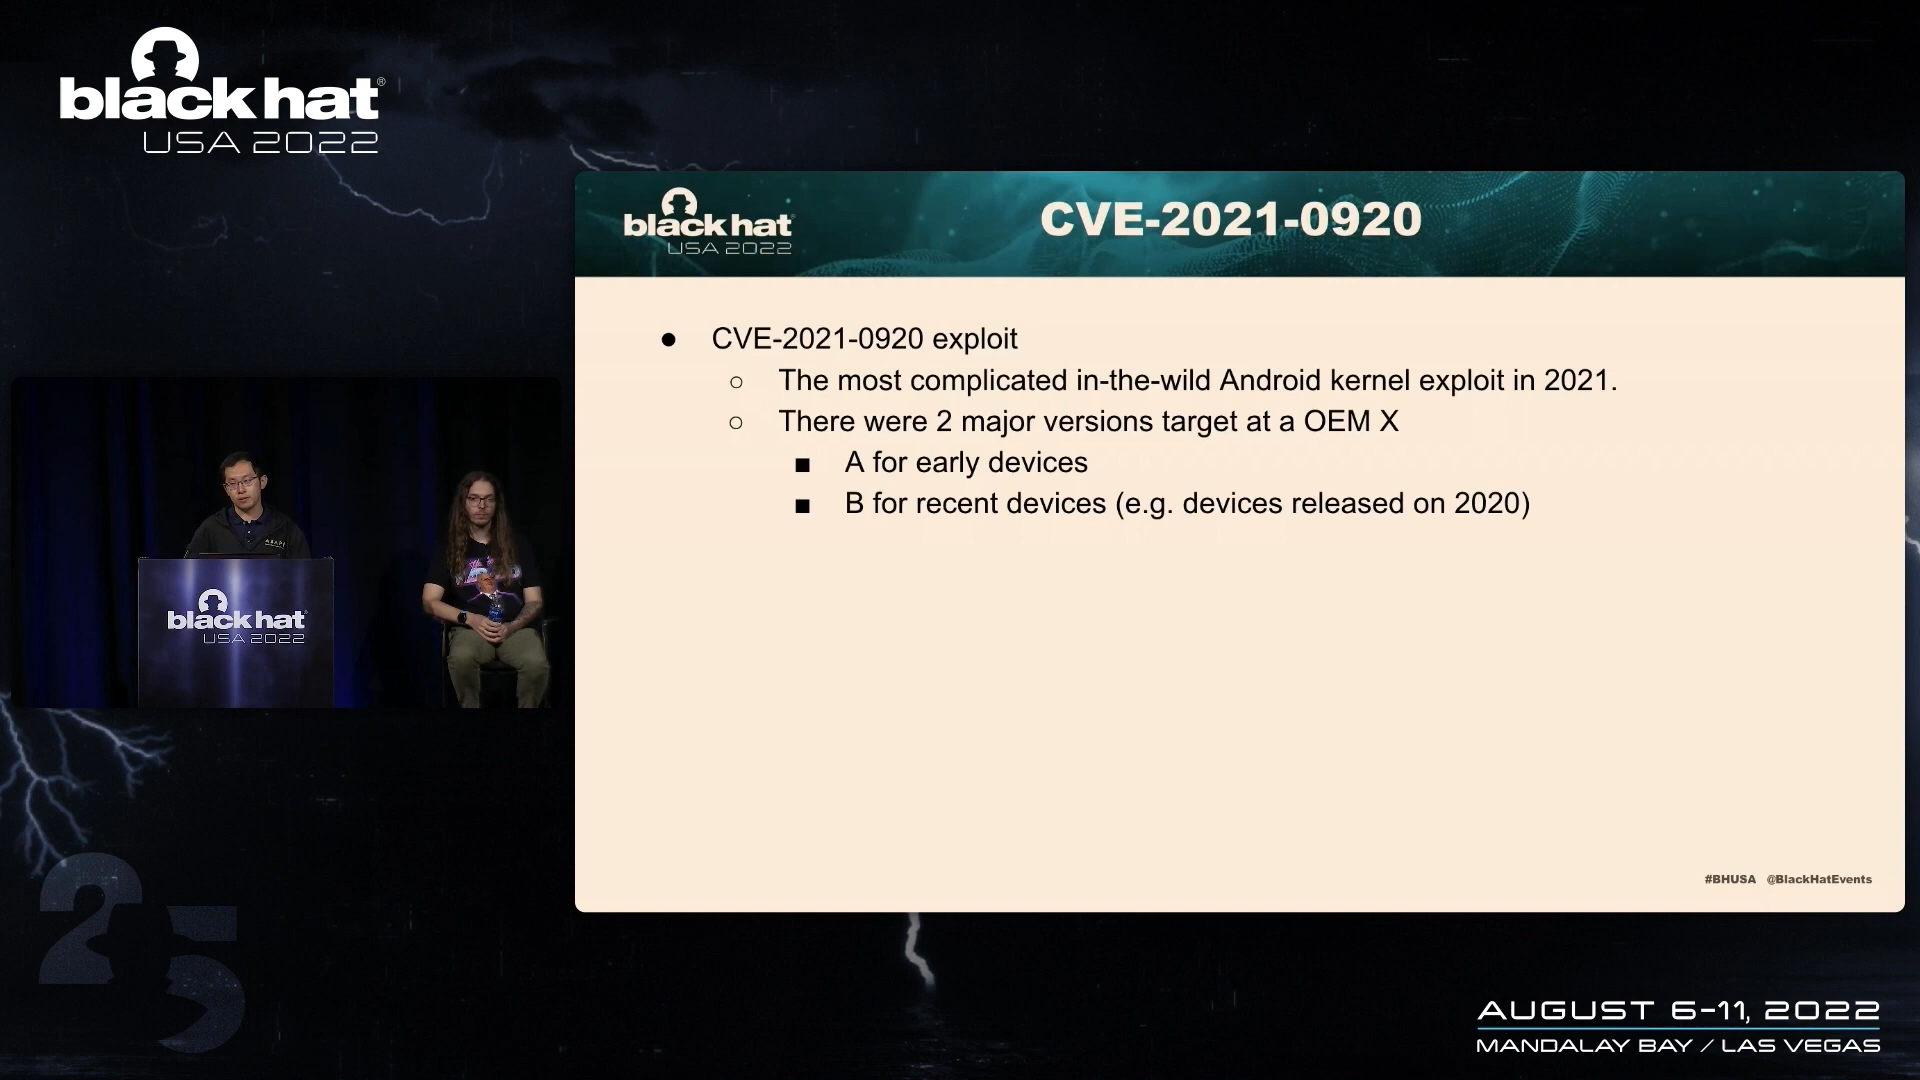 black hat®
USA 2022
black hat
USA 2022
CVE-2021-0920
● CVE-2021-0920 exploit
○ The most complicated in-the-wild Android kernel exploit in 2021.
○ There were 2 major versions target at a OEM X
■ A for early devices
■ B for recent devices (e.g. devices released on 2020)
#BHUSA @BlackHatEvents
black hat
USA 2022
25
AUGUST 6-11, 2022
MANDALAY BAY / LAS VEGAS